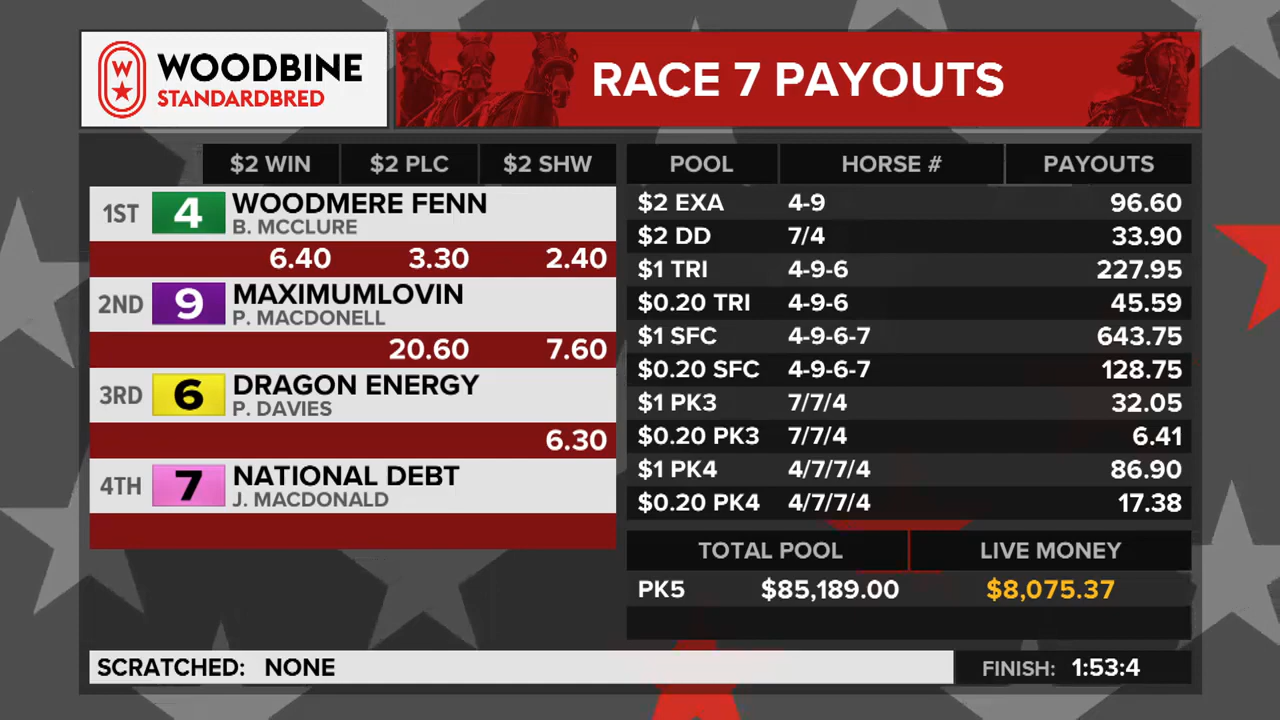 W
WOODBINE
STANDARDBRED
RACE 7 PAYOUTS
$2 WIN $2 PLC $2 SHW
1ST 4 WOODMERE FENN
B. MCCLURE
6.40 3.30 2.40
2ND 9 MAXIMUMLOVIN
P. MACDONELL
20.60 7.60
3RD 6 DRAGON ENERGY
P. DAVIES
6.30
4TH 7 NATIONAL DEBT
J. MACDONALD
POOL HORSE # PAYOUTS
$2 EXA 4-9 96.60
$2 DD 7/4 33.90
$1 TRI 4-9-6 227.95
$0.20 TRI 4-9-6 45.59
$1 SFC 4-9-6-7 643.75
$0.20 SFC 4-9-6-7 128.75
$1 PK3 7/7/4 32.05
$0.20 PK3 7/7/4 6.41
$1 PK4 4/7/7/4 86.90
$0.20 PK4 4/7/7/4 17.38
TOTAL POOL LIVE MONEY
PK5 $85,189.00 $8,075.37
SCRATCHED: NONE
FINISH: 1:53:4